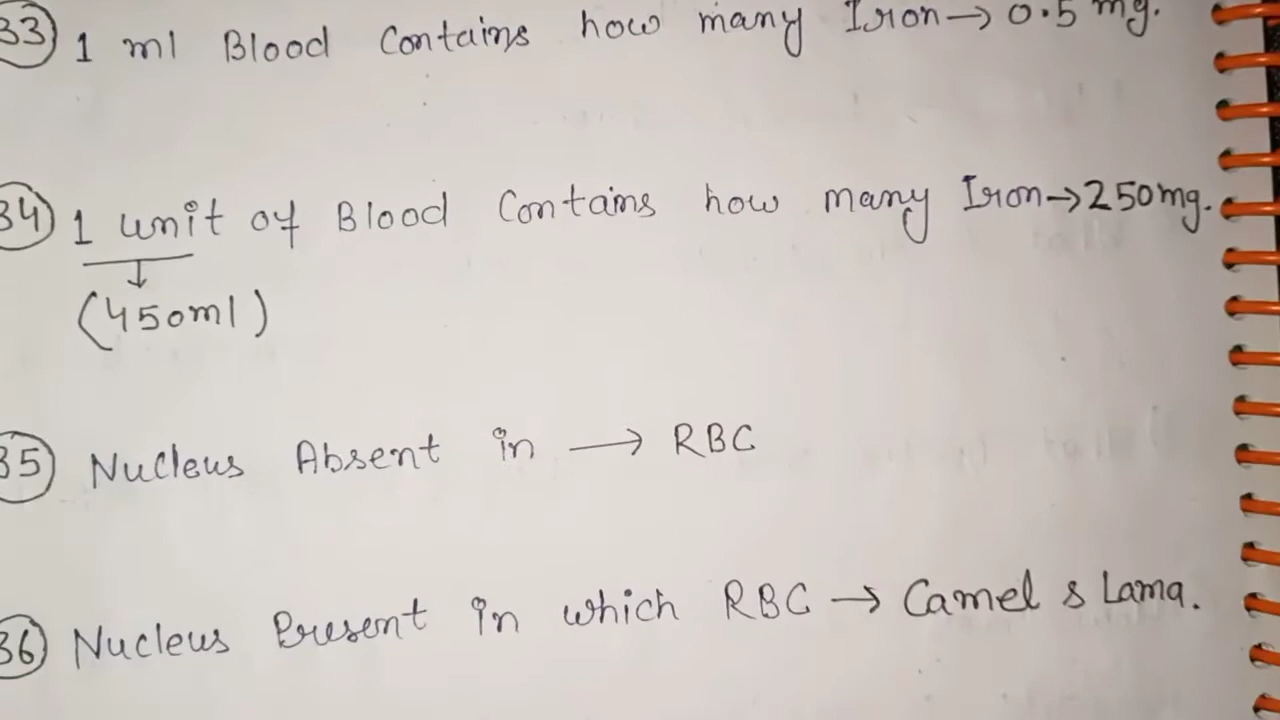 33) 1 ml Blood Contains how many Iron→ 0.5 mg.
34) 1 unit of Blood Contains how many Iron→250mg.
(450ml)
35) Nucleus Absent in → RBC
36) Nucleus Present in which RBC → Camel & Lama.